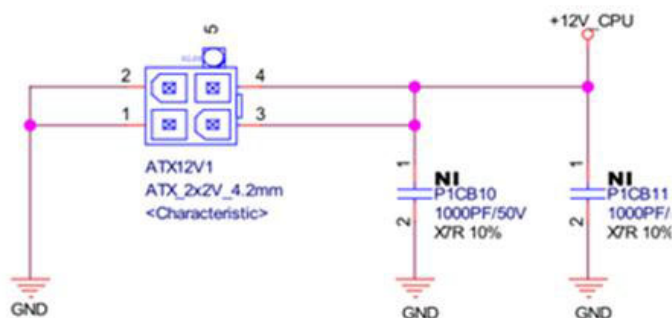 5
+12V_CPU
2
4
1
3
ATX12V1
ATX_2x2V_4.2mm
<Characteristic>
1
NI
P1CB10
1000PF/50V
X7R 10%
2
1
NI
P1CB11
1000PF/
X7R 10%
2
GND
GND
GND